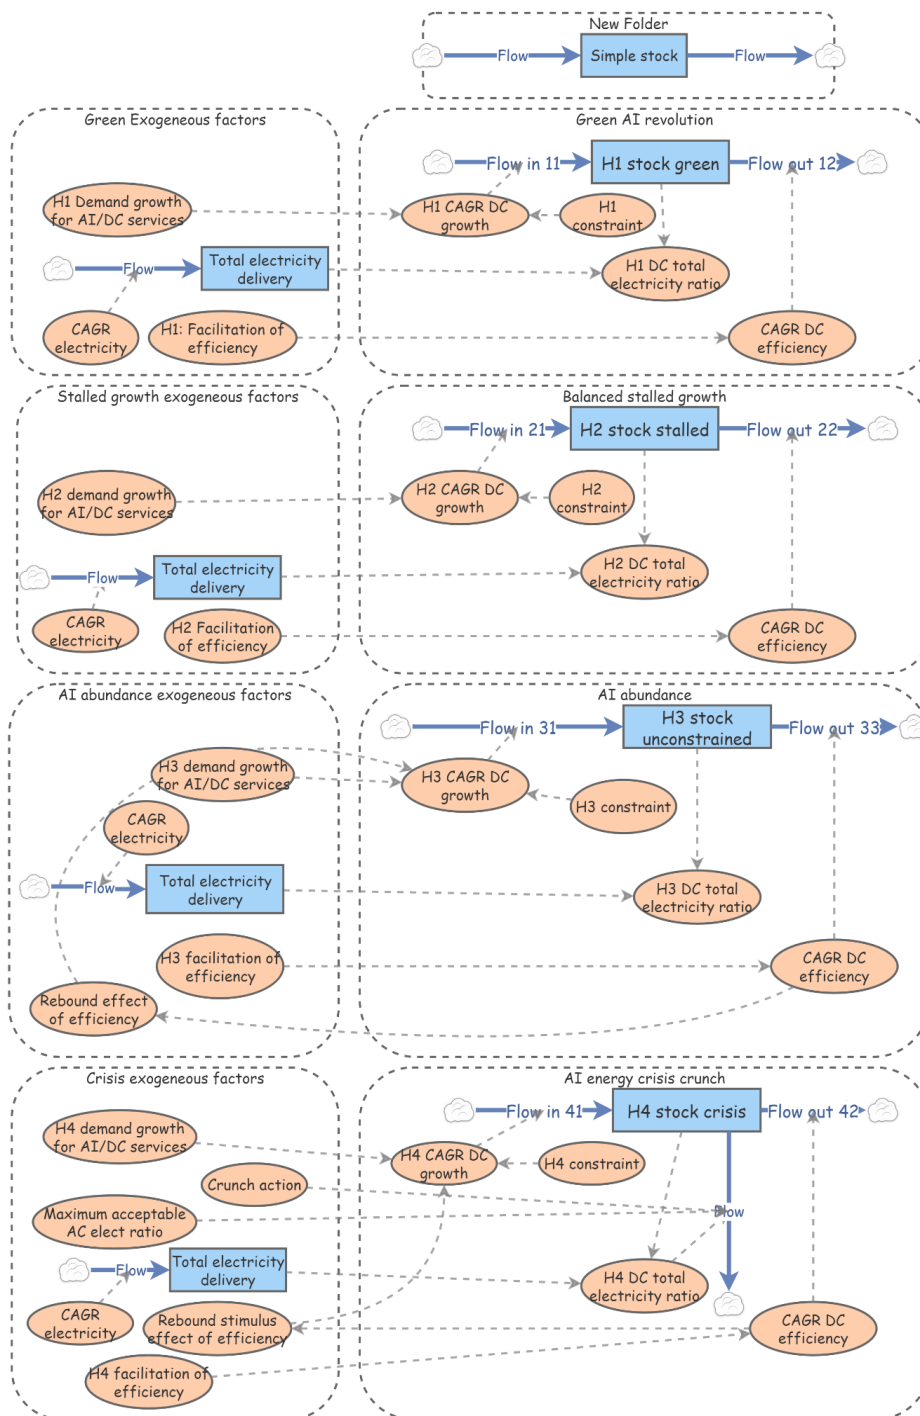 New Folder
Flow
Simple stock
Flow
Green Exogeneous factors
Green AI revolution
Flow in 11
H1 stock green
Flow out 12
H1 Demand growth
for AI/DC services
H1 CAGR DC
growth
H1
constraint
Flow
Total electricity
delivery
H1 DC total
electricity ratio
CAGR
electricity
H1: Facilitation of
efficiency
CAGR DC
efficiency
Stalled growth exogeneous factors
Balanced stalled growth
Flow in 21
H2 stock stalled
Flow out 22
H2 demand growth
for AI/DC services
H2 CAGR DC
growth
H2
constraint
Flow
Total electricity
delivery
H2 DC total
electricity ratio
CAGR
electricity
H2 Facilitation
of efficiency
CAGR DC
efficiency
AI abundance exogeneous factors
AI abundance
Flow in 31
H3 stock
unconstrained
Flow out 33
H3 demand growth
for AI/DC services
H3 CAGR DC
growth
H3 constraint
CAGR
electricity
Flow
Total electricity
delivery
H3 DC total
electricity ratio
H3 facilitation of
efficiency
CAGR DC
efficiency
Rebound effect
of efficiency
Crisis exogeneous factors
AI energy crisis crunch
Flow in 41
H4 stock crisis
Flow out 42
H4 demand growth
for AI/DC services
H4 CAGR DC
growth
H4 constraint
Crunch action
Maximum acceptable
AC elect ratio
Flow
Flow
Total electricity
delivery
H4 DC total
electricity ratio
CAGR
electricity
Rebound stimulus
effect of efficiency
CAGR DC
efficiency
H4 facilitation of
efficiency